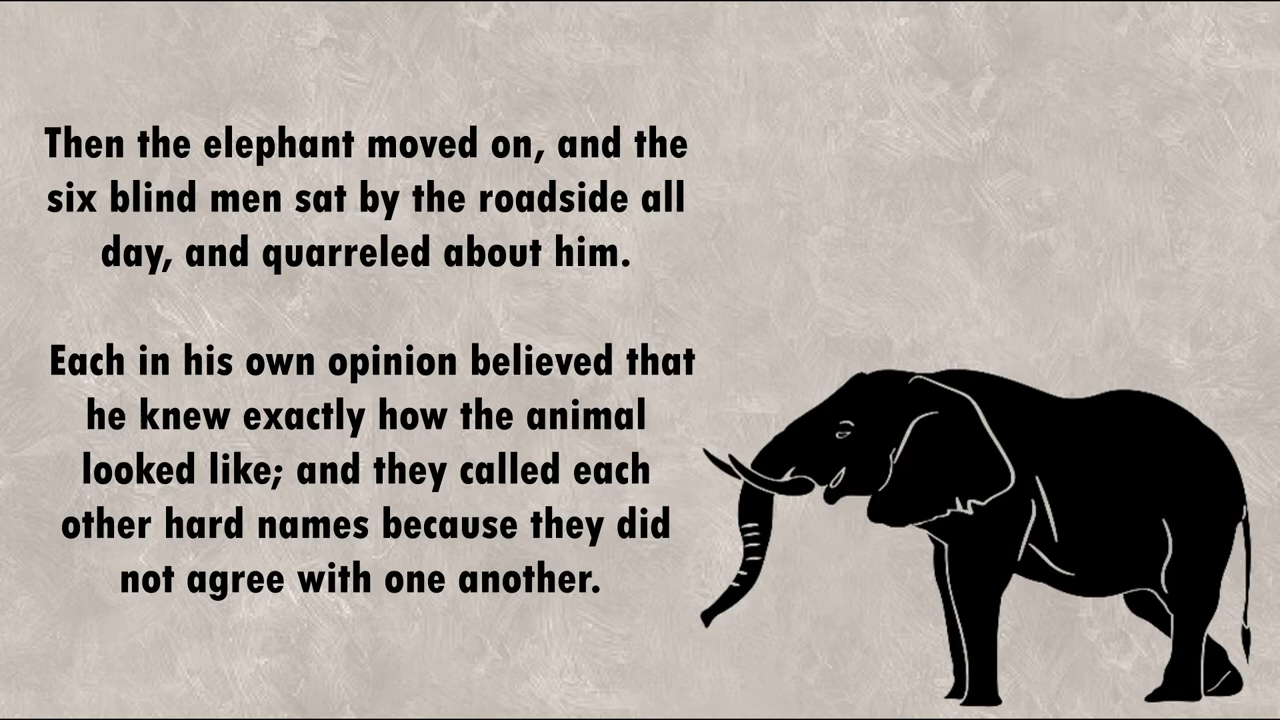 Then the elephant moved on, and the
six blind men sat by the roadside all
day, and quarreled about him.
Each in his own opinion believed that
he knew exactly how the animal
looked like; and they called each
other hard names because they did
not agree with one another.